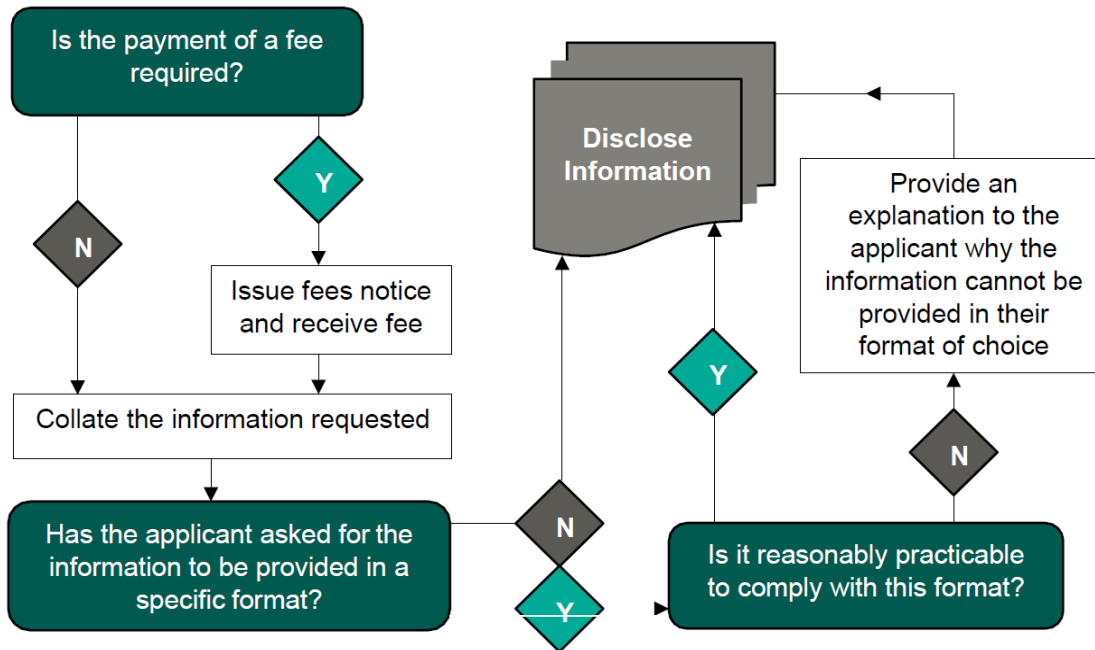 Is the payment of a fee
required?
Y
N
Issue fees notice
and receive fee
Collate the information requested
Has the applicant asked for the
information to be provided in a
specific format?
N
Y
Disclose
Information
Y
Is it reasonably practicable
to comply with this format?
N
Provide an
explanation to the
applicant why the
information cannot be
provided in their
format of choice